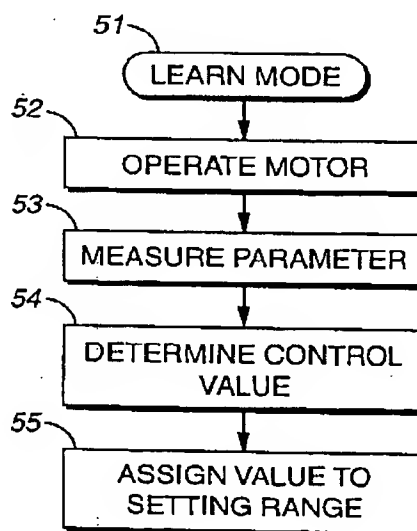 51
LEARN MODE
52
OPERATE MOTOR
53
MEASURE PARAMETER
54
DETERMINE CONTROL
VALUE
55
ASSIGN VALUE TO
SETTING RANGE